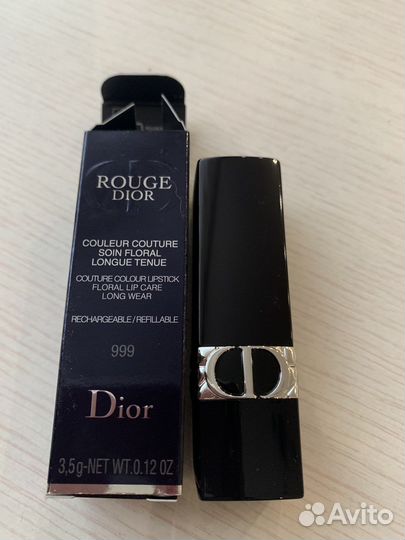 ROUGE
DIOR
COULEUR COUTURE
SOIN FLORAL
LONGUE TENUE
COUTURE COLOUR LIPSTICK
FLORAL LIP CARE
LONG WEAR
RECHARGEABLE/REFILLABLE
999
Dior
3,5g-NET WT.0.12 OZ
CD
Avito